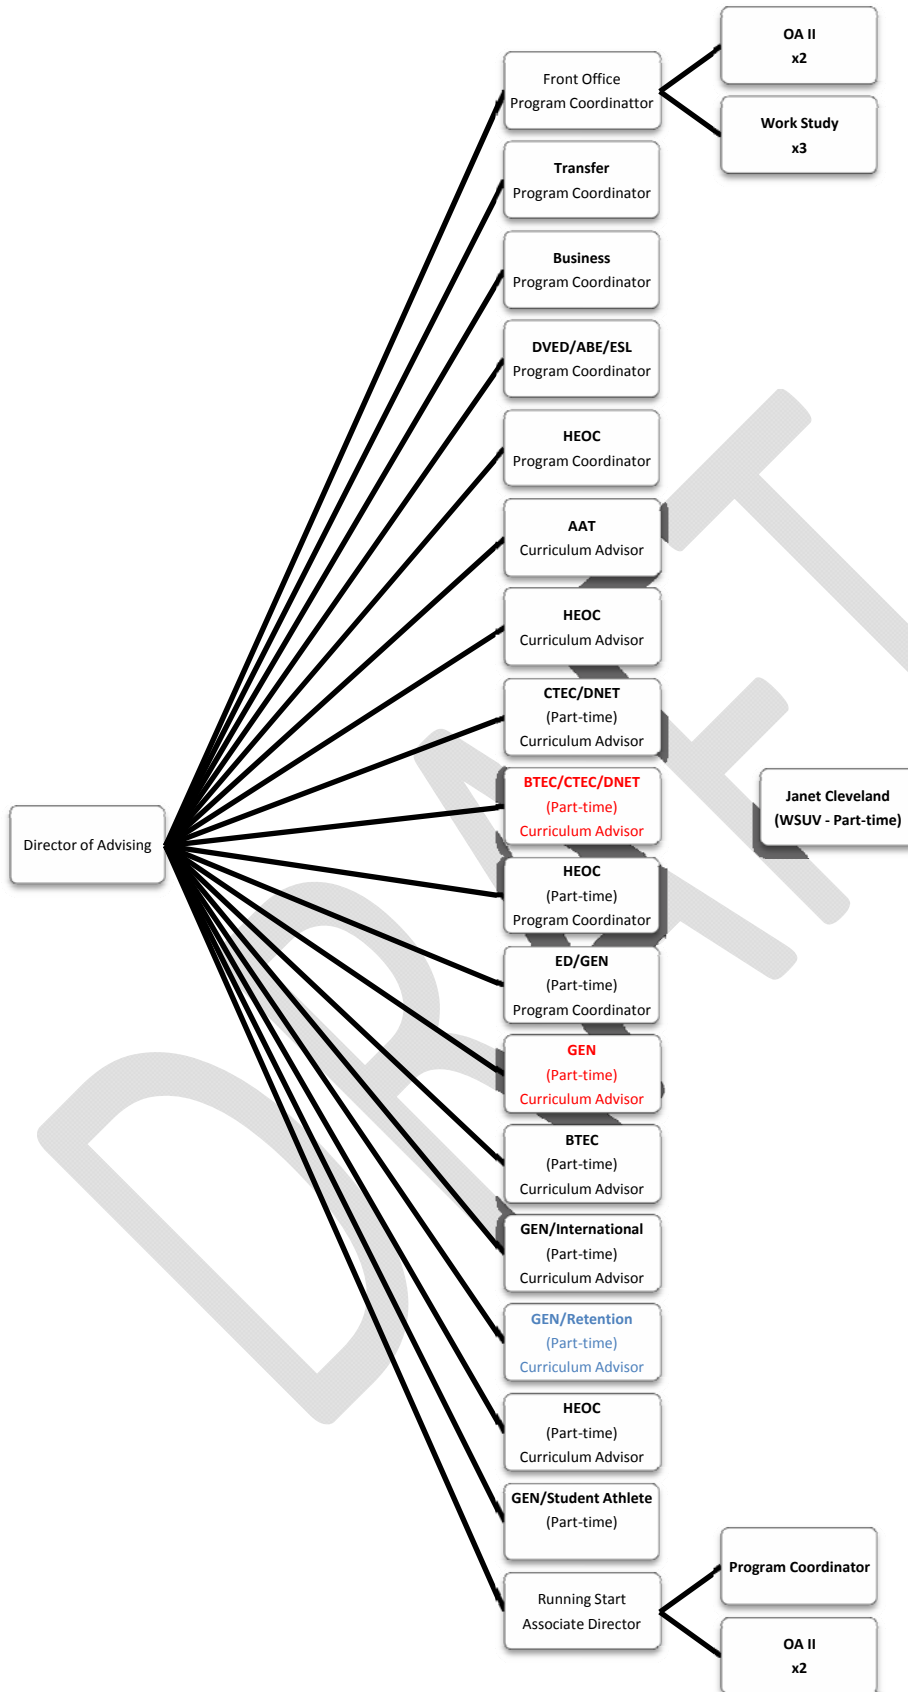 OA II
x2
Front Office
Program Coordinattor
Work Study
x3
Transfer
Program Coordinator
Business
Program Coordinator
DVED/ABE/ESL
Program Coordinator
HEOC
Program Coordinator
AAT
Curriculum Advisor
HEOC
Curriculum Advisor
CTEC/DNET
(Part-time)
Curriculum Advisor
BTEC/CTEC/DNET
(Part-time)
Curriculum Advisor
Janet Cleveland
(WSUV - Part-time)
Director of Advising
HEOC
(Part-time)
Program Coordinator
ED/GEN
(Part-time)
Program Coordinator
GEN
(Part-time)
Curriculum Advisor
BTEC
(Part-time)
Curriculum Advisor
GEN/International
(Part-time)
Curriculum Advisor
GEN/Retention
(Part-time)
Curriculum Advisor
HEOC
(Part-time)
Curriculum Advisor
GEN/Student Athlete
(Part-time)
Program Coordinator
Running Start
Associate Director
OA II
x2
DRAFT